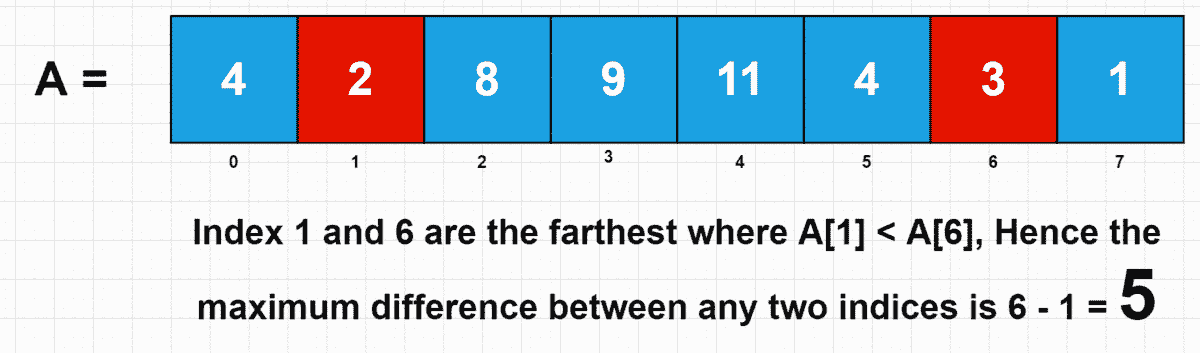 A = 4 2 8 9 11 4 3 1
0 1 2 3 4 5 6 7
Index 1 and 6 are the farthest where A[1] < A[6], Hence the
maximum difference between any two indices is 6 - 1 = 5